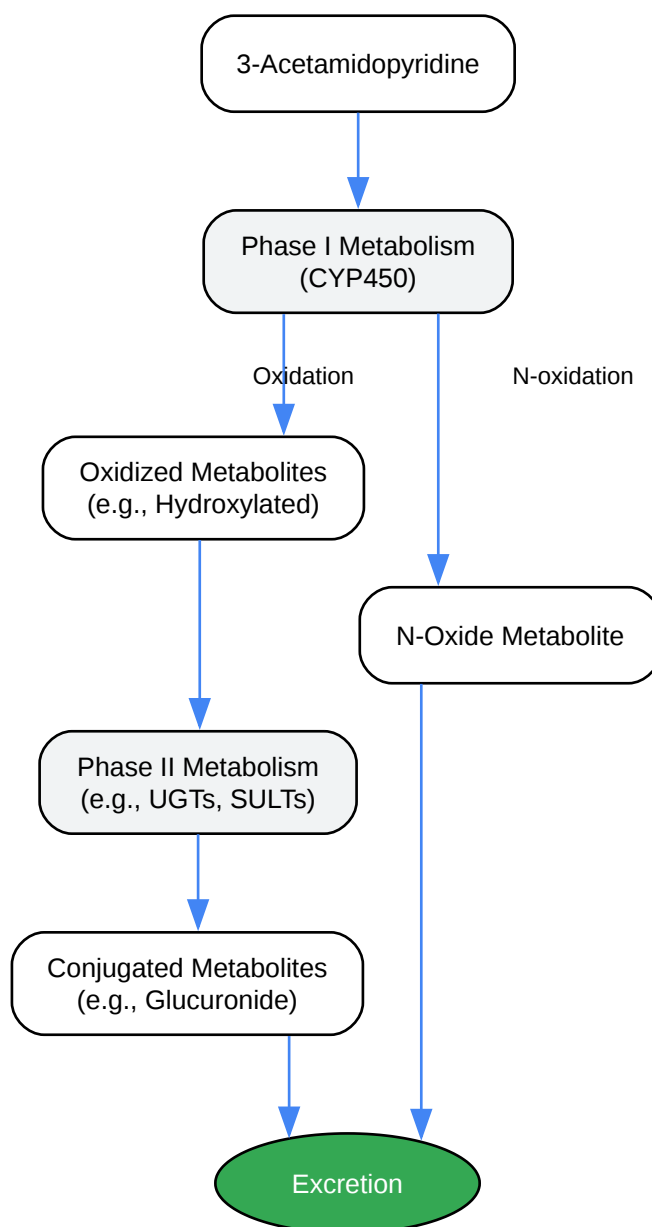 3-Acetamidopyridine
Phase I Metabolism
(CYP450)
Oxidation
N-oxidation
Oxidized Metabolites
(e.g., Hydroxylated)
N-Oxide Metabolite
Phase II Metabolism
(e.g., UGTs, SULTs)
Conjugated Metabolites
(e.g., Glucuronide)
Excretion